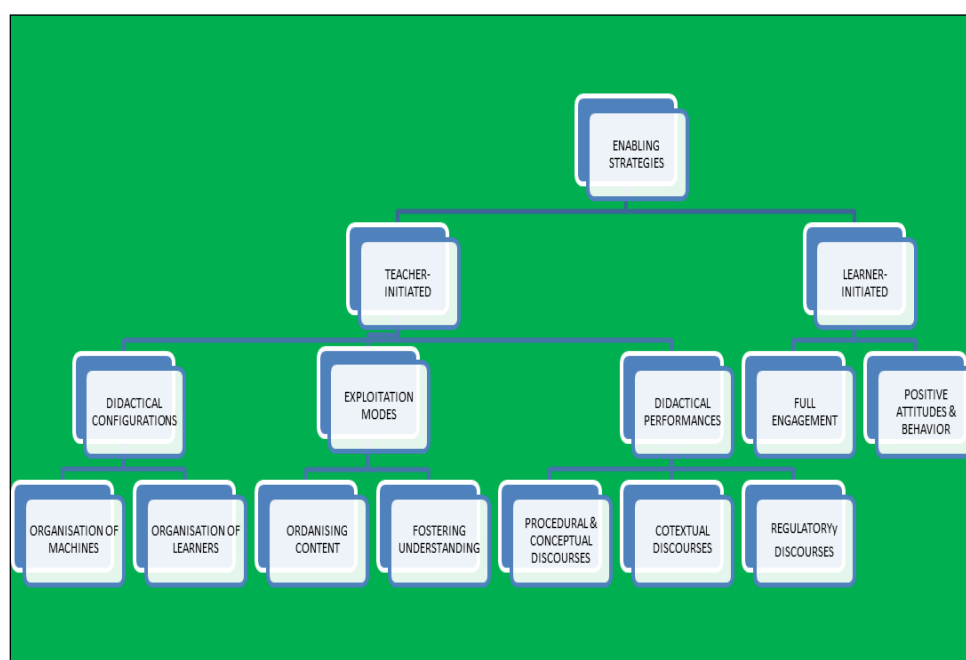 ENABLING
STRATEGIES
TEACHER-
INITIATED
LEARNER-
INITIATED
DIDACTICAL
CONFIGURATIONS
EXPLOITATION
MODES
DIDACTICAL
PERFORMANCES
FULL
ENGAGEMENT
POSITIVE
ATTITUDES &
BEHAVIOR
ORGANISATION OF
MACHINES
ORGANISATION OF
LEARNERS
ORDANISING
CONTENT
FOSTERING
UNDERSTANDING
PROCEDURAL &
CONCEPTUAL
DISCOURSES
COTEXTUAL
DISCOURSES
REGULATORYy
DISCOURSES